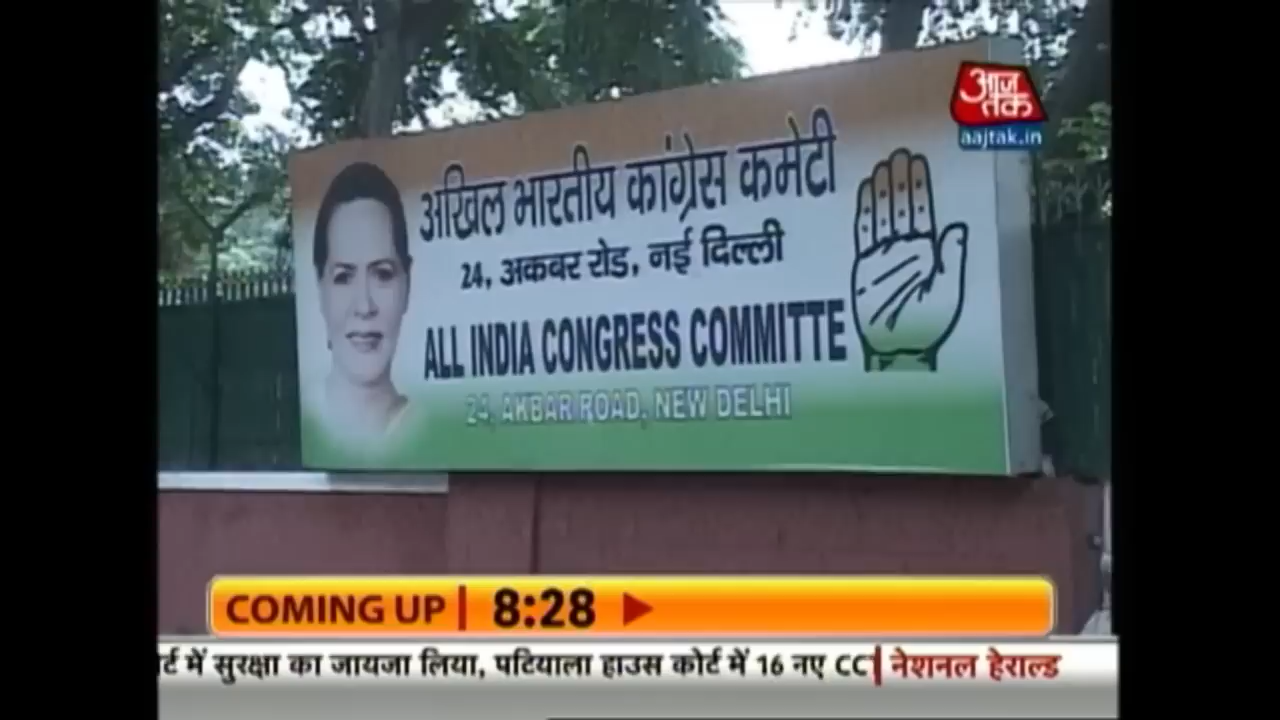 आज
तक
aajtak.in
अखिल भारतीय कांग्रेस कमेटी
24, अकबर रोड, नई दिल्ली
ALL INDIA CONGRESS COMMITTE
24, AKBAR ROAD, NEW DELHI
COMING UP 8:28
र्ट में सुरक्षा का जायजा लिया, पटियाला हाउस कोर्ट में 16 नए CC नेशनल हेराल्ड